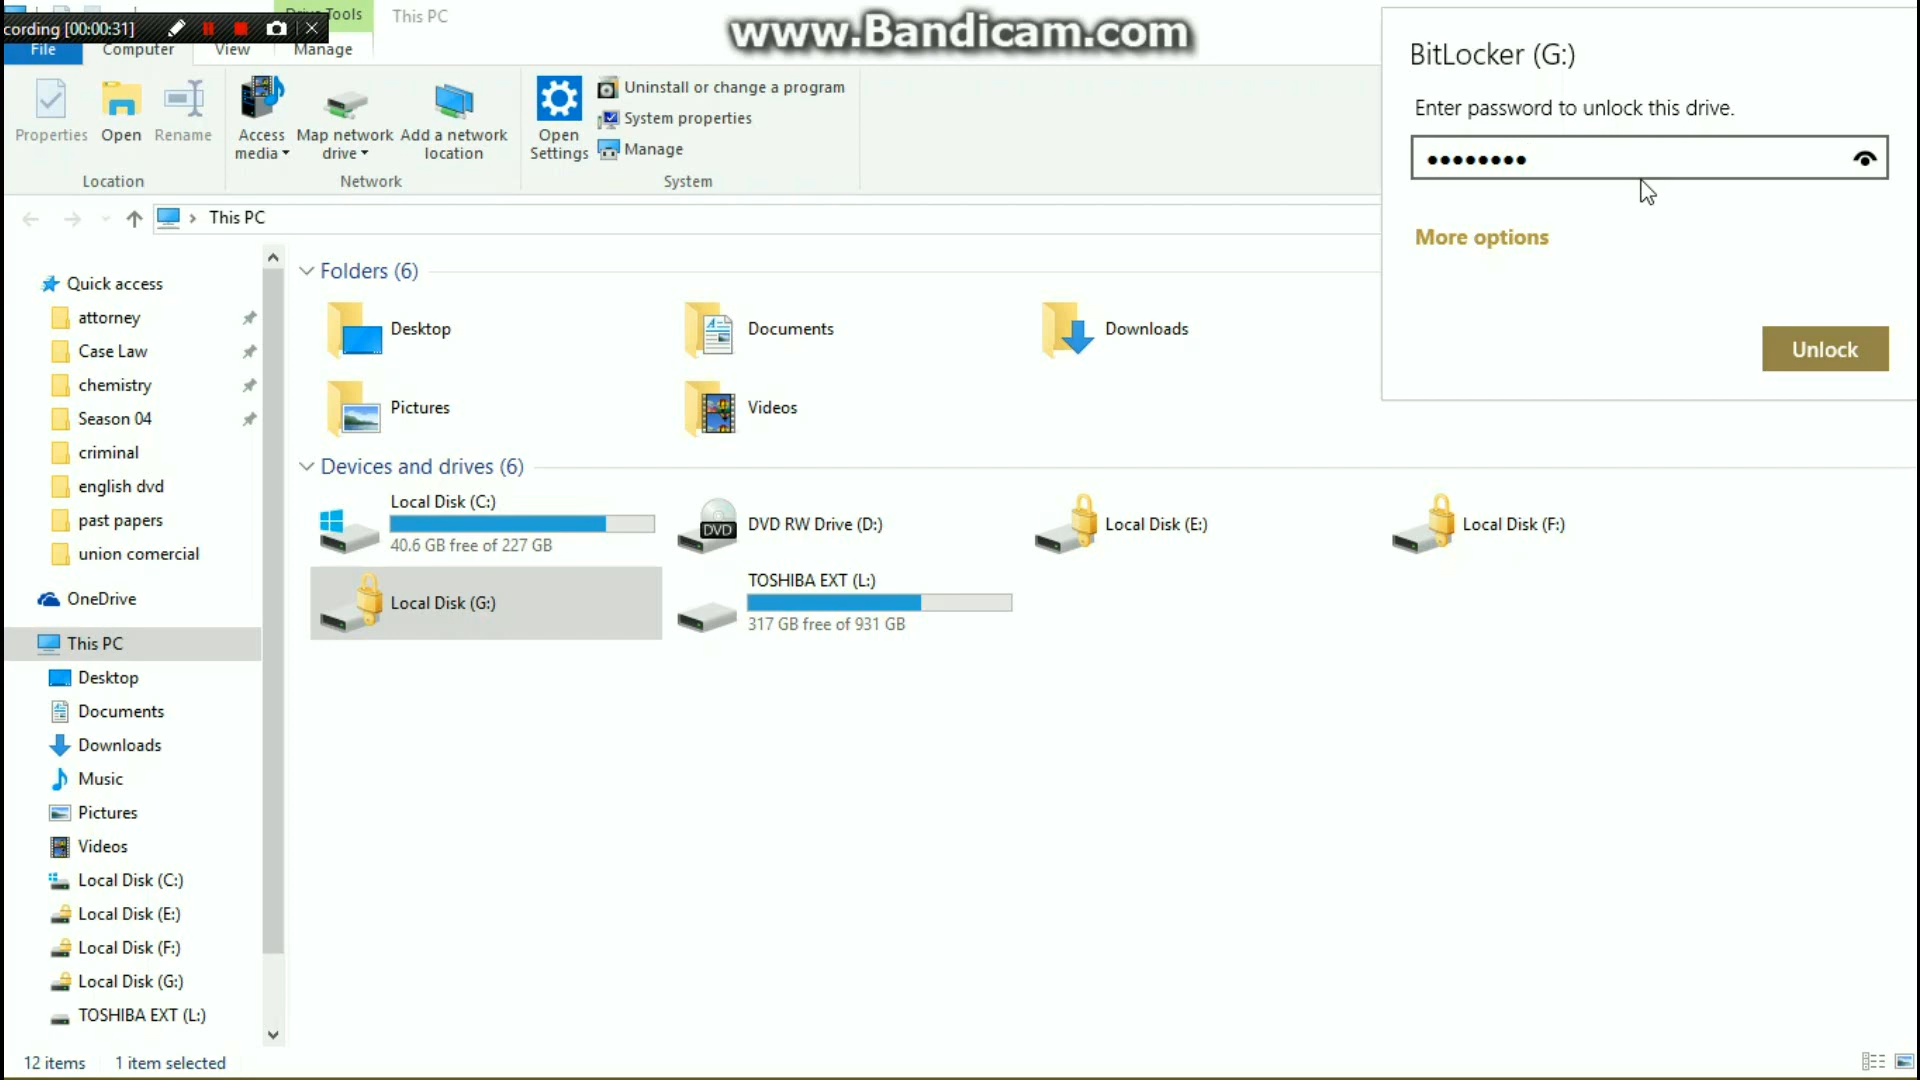 cording [00:00:31]
Drive Tools
This PC
www.Bandicam.com
File
Computer
View
Manage
Properties
Open
Rename
Access media
Map network drive
Add a network location
Open Settings
Uninstall or change a program
System properties
Manage
Location
Network
System
This PC
BitLocker (G:)
Enter password to unlock this drive.
More options
Unlock
Quick access
attorney
Case Law
chemistry
Season 04
criminal
english dvd
past papers
union comercial
OneDrive
This PC
Desktop
Documents
Downloads
Music
Pictures
Videos
Local Disk (C:)
Local Disk (E:)
Local Disk (F:)
Local Disk (G:)
TOSHIBA EXT (L:)
Folders (6)
Desktop
Documents
Downloads
Pictures
Videos
Devices and drives (6)
Local Disk (C:)
40.6 GB free of 227 GB
DVD
DVD RW Drive (D:)
Local Disk (E:)
Local Disk (F:)
Local Disk (G:)
TOSHIBA EXT (L:)
317 GB free of 931 GB
12 items
1 item selected